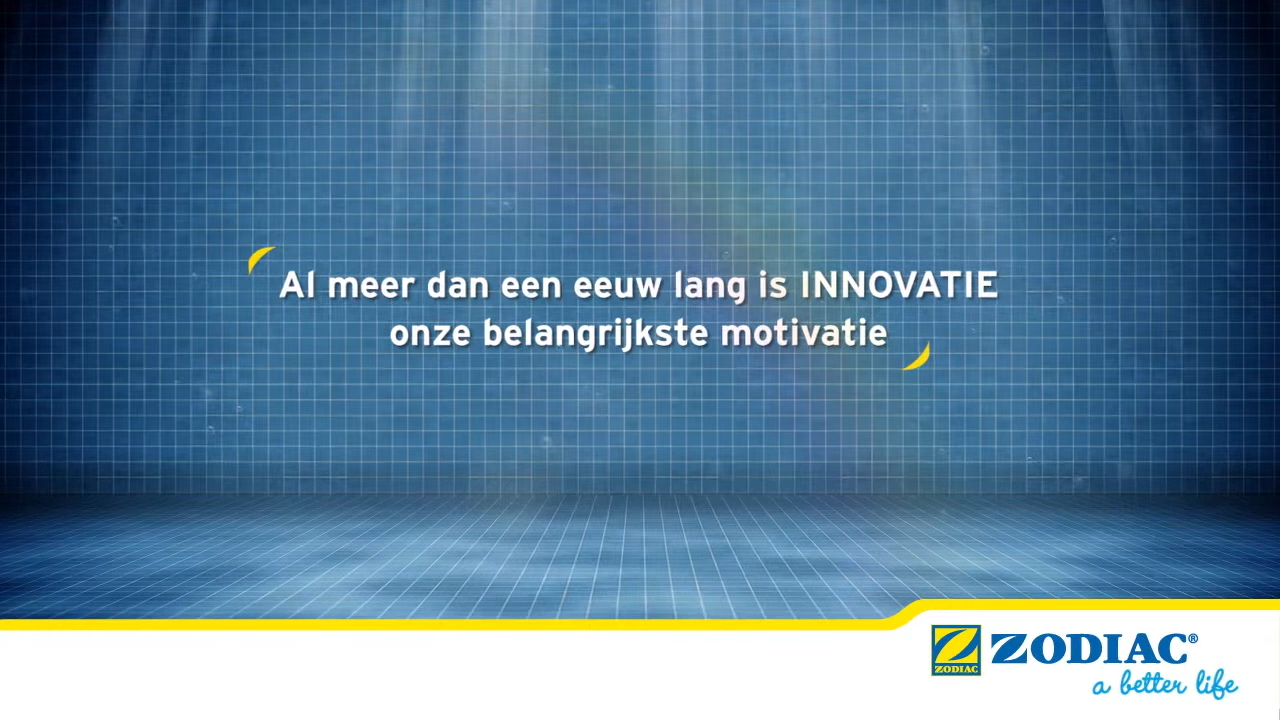 Al meer dan een eeuw lang is INNOVATIE
onze belangrijkste motivatie
ZODIAC
ZODIAC®
a better life